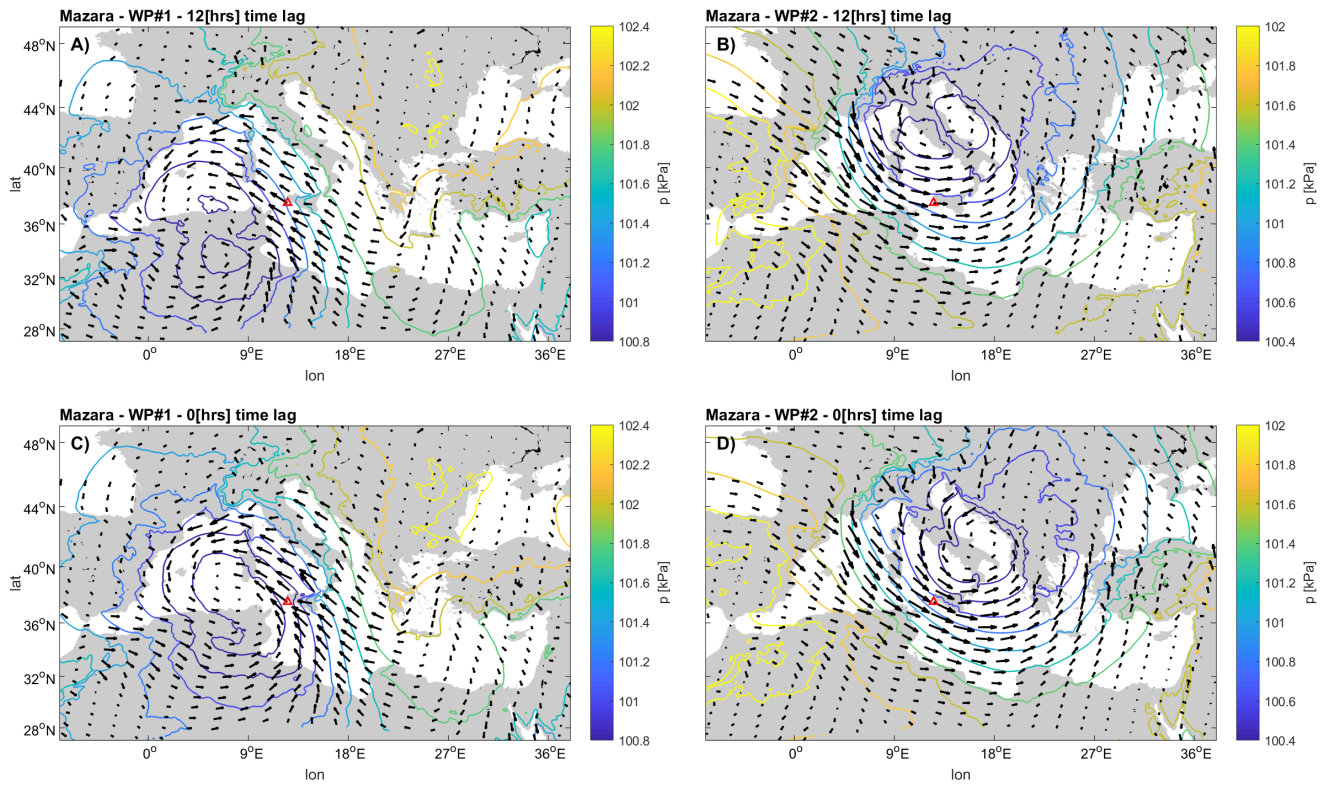 Mazara - WP#1 - 12[hrs] time lag
A)
48°N
44°N
40°N
36°N
32°N
28°N
lat
0°
9°E
18°E
27°E
36°E
lon
102.4
102.2
102
101.8
101.6
101.4
101.2
101
100.8
p [kPa]
Mazara - WP#2 - 12[hrs] time lag
B)
48°N
44°N
40°N
36°N
32°N
28°N
0°
9°E
18°E
27°E
36°E
lon
102
101.8
101.6
101.4
101.2
101
100.8
100.6
100.4
p [kPa]
Mazara - WP#1 - 0[hrs] time lag
C)
48°N
44°N
40°N
36°N
32°N
28°N
lat
0°
9°E
18°E
27°E
36°E
lon
102.4
102.2
102
101.8
101.6
101.4
101.2
101
100.8
p [kPa]
Mazara - WP#2 - 0[hrs] time lag
D)
48°N
44°N
40°N
36°N
32°N
28°N
0°
9°E
18°E
27°E
36°E
lon
102
101.8
101.6
101.4
101.2
101
100.8
100.6
100.4
p [kPa]